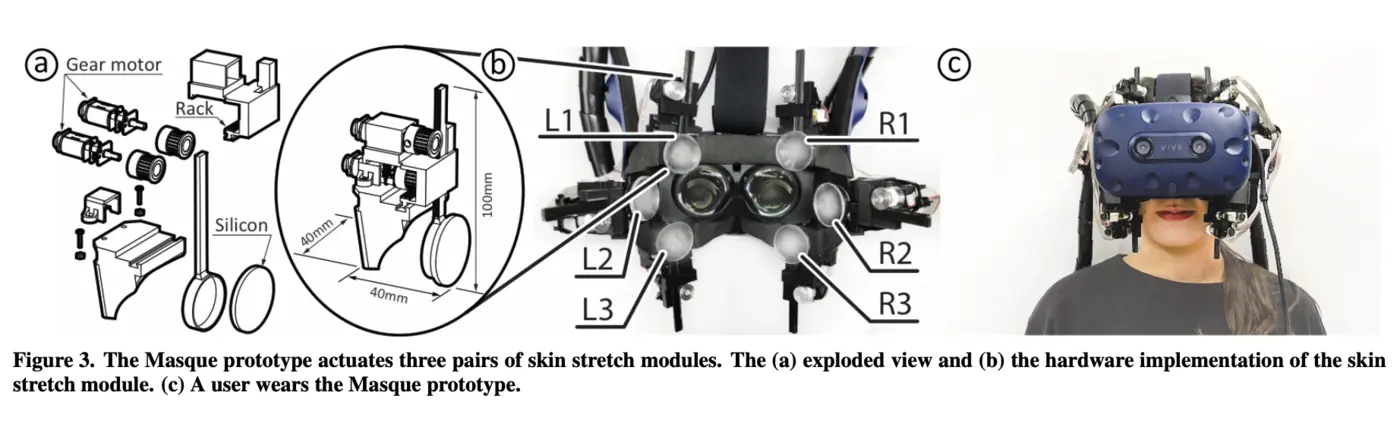 a
Gear motor
Rack
Silicon
40mm
40mm
100mm
b
L1
L2
L3
R1
R2
R3
c
VIVE
Figure 3. The Masque prototype actuates three pairs of skin stretch modules. The (a) exploded view and (b) the hardware implementation of the skin
stretch module. (c) A user wears the Masque prototype.